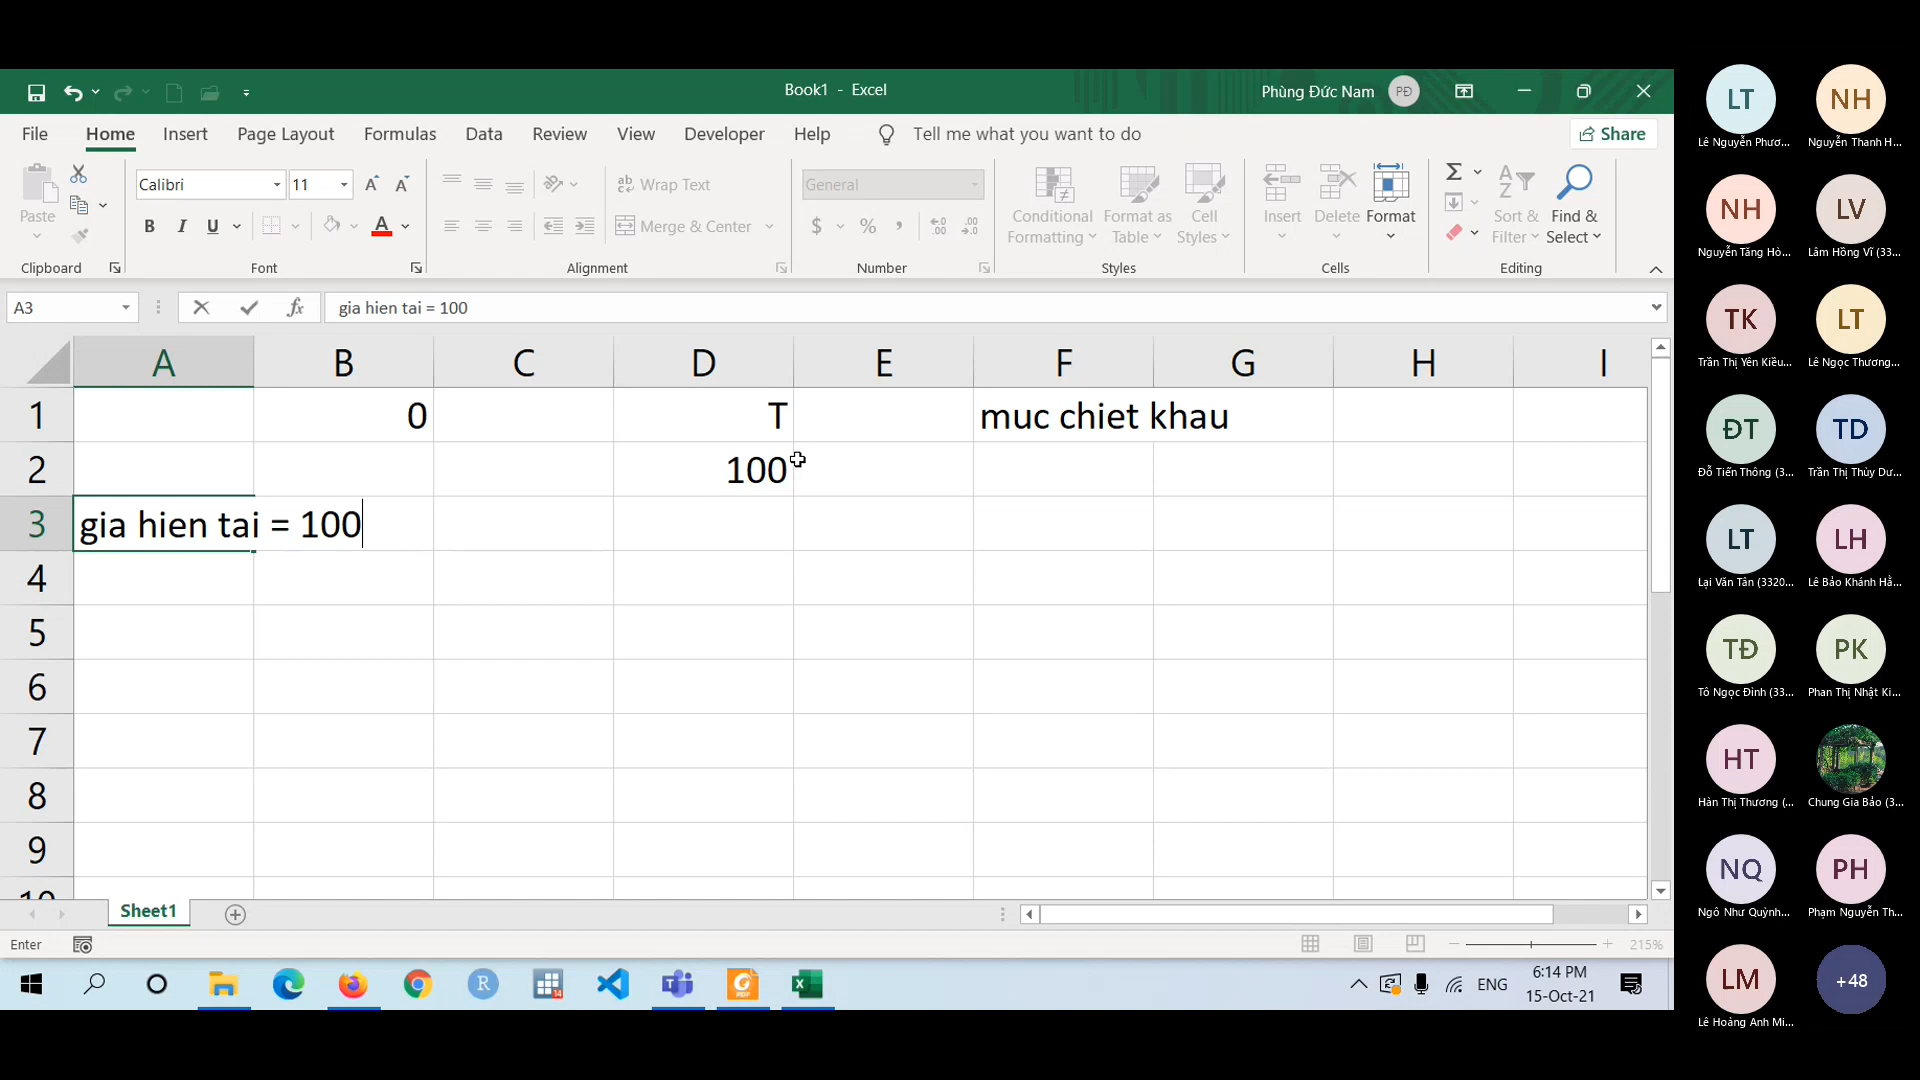 Book1 - Excel
Phùng Đức Nam
PĐ
File
Home
Insert
Page Layout
Formulas
Data
Review
View
Developer
Help
Tell me what you want to do
Share
Paste
Clipboard
Calibri
11
B I U
Font
Wrap Text
Merge & Center
Alignment
General
$ % ,
Number
Conditional Formatting
Format as Table
Cell Styles
Styles
Insert
Delete
Format
Cells
Sort & Filter
Find & Select
Editing
A3
fx
gia hien tai = 100
A B C D E F G H I
1 0 T muc chiet khau
2 100
3 gia hien tai = 100
4
5
6
7
8
9
10
Sheet1
Enter
215%
ENG
6:14 PM
15-Oct-21
LT
Lê Nguyễn Phươ...
NH
Nguyễn Thanh H...
NH
Nguyễn Tăng Hò...
LV
Lâm Hồng Vĩ (33...
TK
Trần Thị Yên Kiều...
LT
Lê Ngọc Thương...
ĐT
Đỗ Tiến Thông (3...
TD
Trần Thị Thùy Dư...
LT
Lại Văn Tân (3320...
LH
Lê Bảo Khánh Hằ...
TĐ
Tô Ngọc Đình (33...
PK
Phan Thị Nhật Ki...
HT
Hàn Thị Thương (...
Chung Gia Bảo (3...
NQ
Ngô Như Quỳnh...
PH
Phạm Nguyễn Th...
LM
Lê Hoàng Anh Mi...
+48